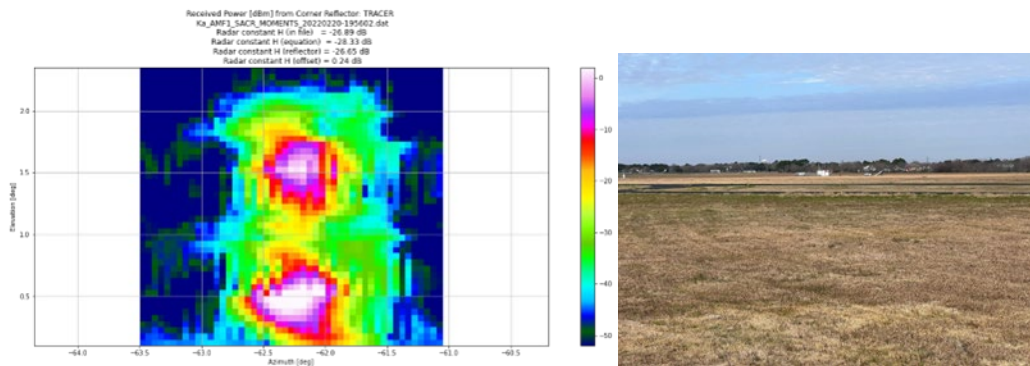 Received Power [dBm] from Corner Reflector: TRACER
Ka_AMF1_SACR_MOMENTS_20220220-195602.dat
Radar constant H (in file) = -26.89 dB
Radar constant H (equation) = -28.33 dB
Radar constant H (reflector) = -26.65 dB
Radar constant H (offset) = 0.24 dB
Elevation [deg]
2.0
1.5
1.0
0.5
−64.0 −63.5 −63.0 −62.5 −62.0 −61.5 −61.0 −60.5
Azimuth [deg]
0
−10
−20
−30
−40
−50